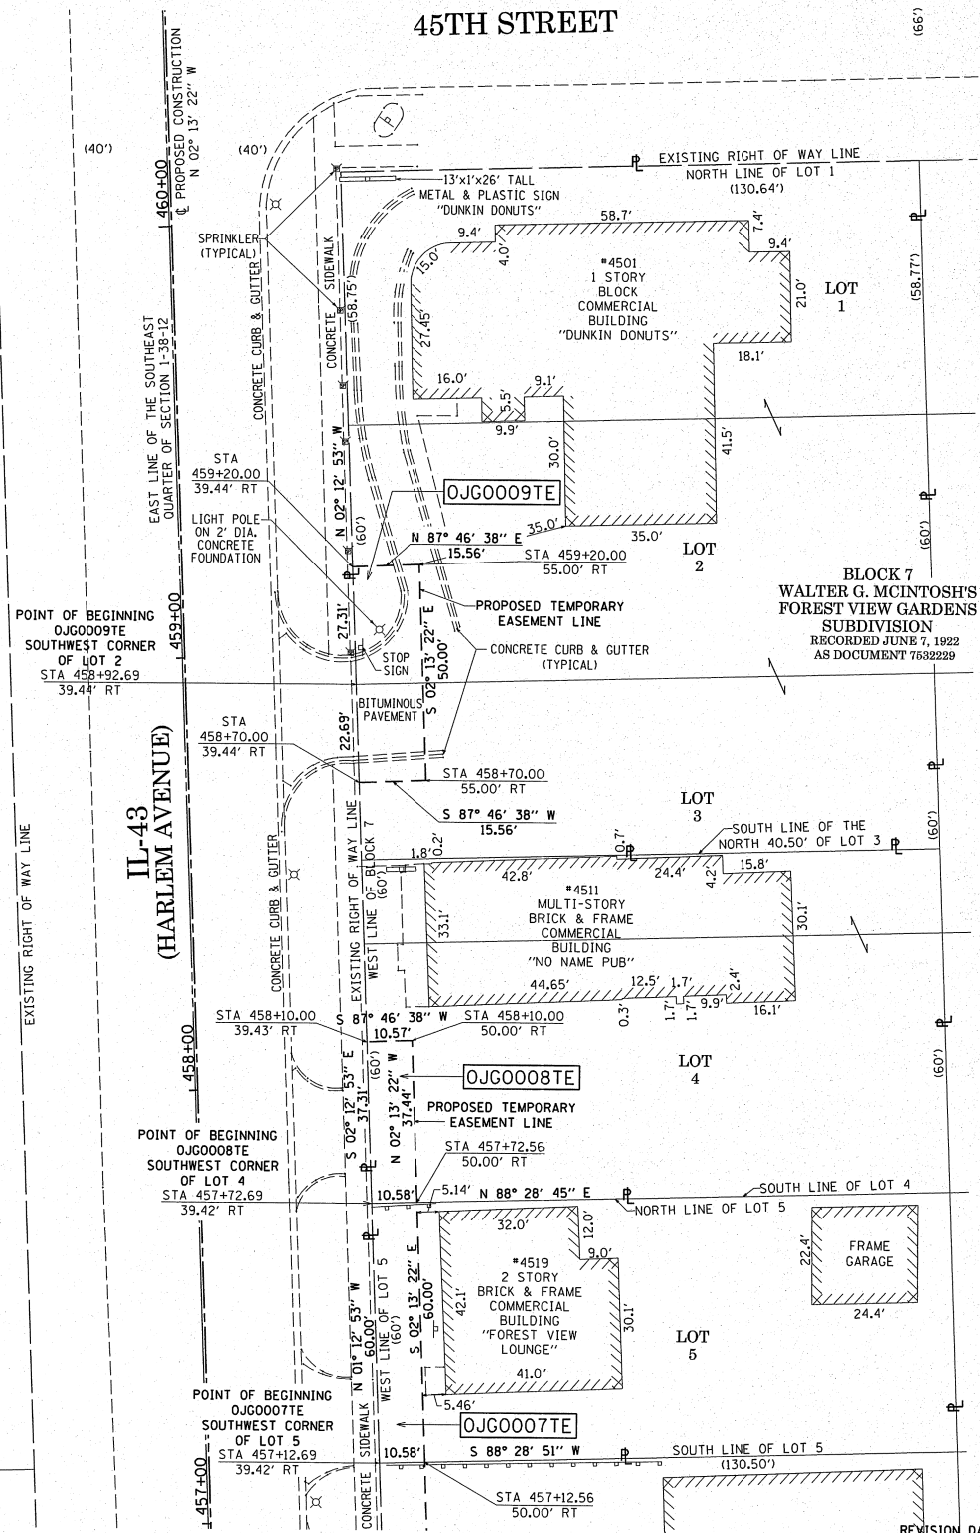 45TH STREET
(66')
℄ PROPOSED CONSTRUCTION
N 02° 13' 22" W
(40')
(40')
460+00
EXISTING RIGHT OF WAY LINE
NORTH LINE OF LOT 1
(130.64')
13'x1'x26' TALL
METAL & PLASTIC SIGN
"DUNKIN DONUTS"
SPRINKLER
(TYPICAL)
CONCRETE SIDEWALK
(58.75')
CONCRETE CURB & GUTTER
EAST LINE OF THE SOUTHEAST
QUARTER OF SECTION 1-38-12
58.7'
7.4'
9.4'
9.4'
4.0'
15.0'
27.45'
21.0'
18.1'
16.0'
5.5'
9.1'
9.9'
30.0'
41.5'
35.0'
35.0'
#4501
1 STORY
BLOCK
COMMERCIAL
BUILDING
"DUNKIN DONUTS"
LOT
1
(58.77')
N 02° 12' 53" W
(60')
STA
459+20.00
39.44' RT
LIGHT POLE
ON 2' DIA.
CONCRETE
FOUNDATION
0JG0009TE
N 87° 46' 38" E
15.56'
STA 459+20.00
55.00' RT
LOT
2
(60')
BLOCK 7
WALTER G. MCINTOSH'S
FOREST VIEW GARDENS
SUBDIVISION
RECORDED JUNE 7, 1922
AS DOCUMENT 7532229
459+00
POINT OF BEGINNING
0JG0009TE
SOUTHWEST CORNER
OF LOT 2
STA 458+92.69
39.44' RT
27.31'
STOP
SIGN
PROPOSED TEMPORARY
EASEMENT LINE
CONCRETE CURB & GUTTER
(TYPICAL)
S 02° 13' 22" E
50.00'
BITUMINOUS
PAVEMENT
22.69'
STA
458+70.00
39.44' RT
STA 458+70.00
55.00' RT
S 87° 46' 38" W
15.56'
IL-43
(HARLEM AVENUE)
EXISTING RIGHT OF WAY LINE
LOT
3
(60')
SOUTH LINE OF THE
NORTH 40.50' OF LOT 3
CONCRETE CURB & GUTTER
EXISTING RIGHT OF WAY LINE
WEST LINE OF BLOCK 7
(60')
1.8'
0.2'
0.7'
42.8'
24.4'
4.2'
15.8'
33.1'
30.1'
44.65'
12.5'
1.7'
2.4'
0.3'
1.7'
1.7'
9.9'
16.1'
#4511
MULTI-STORY
BRICK & FRAME
COMMERCIAL
BUILDING
"NO NAME PUB"
STA 458+10.00
39.43' RT
S 87° 46' 38" W
10.57'
STA 458+10.00
50.00' RT
458+00
LOT
4
(60')
S 02° 12' 53" E
37.31'
(60')
N 02° 13' 22" W
37.44'
0JG0008TE
PROPOSED TEMPORARY
EASEMENT LINE
POINT OF BEGINNING
0JG0008TE
SOUTHWEST CORNER
OF LOT 4
STA 457+72.69
39.42' RT
STA 457+72.56
50.00' RT
10.58'
5.14'
N 88° 28' 45" E
SOUTH LINE OF LOT 4
NORTH LINE OF LOT 5
32.0'
12.0'
9.0'
42.1'
30.1'
41.0'
5.46'
#4519
2 STORY
BRICK & FRAME
COMMERCIAL
BUILDING
"FOREST VIEW
LOUNGE"
FRAME
GARAGE
22.4'
24.4'
LOT
5
N 01° 12' 53" W
60.00'
WEST LINE OF LOT 5
(60')
S 02° 13' 22" E
60.00'
CONCRETE SIDEWALK
POINT OF BEGINNING
0JG0007TE
SOUTHWEST CORNER
OF LOT 5
STA 457+12.69
39.42' RT
0JG0007TE
10.58'
S 88° 28' 51" W
SOUTH LINE OF LOT 5
(130.50')
457+00
STA 457+12.56
50.00' RT